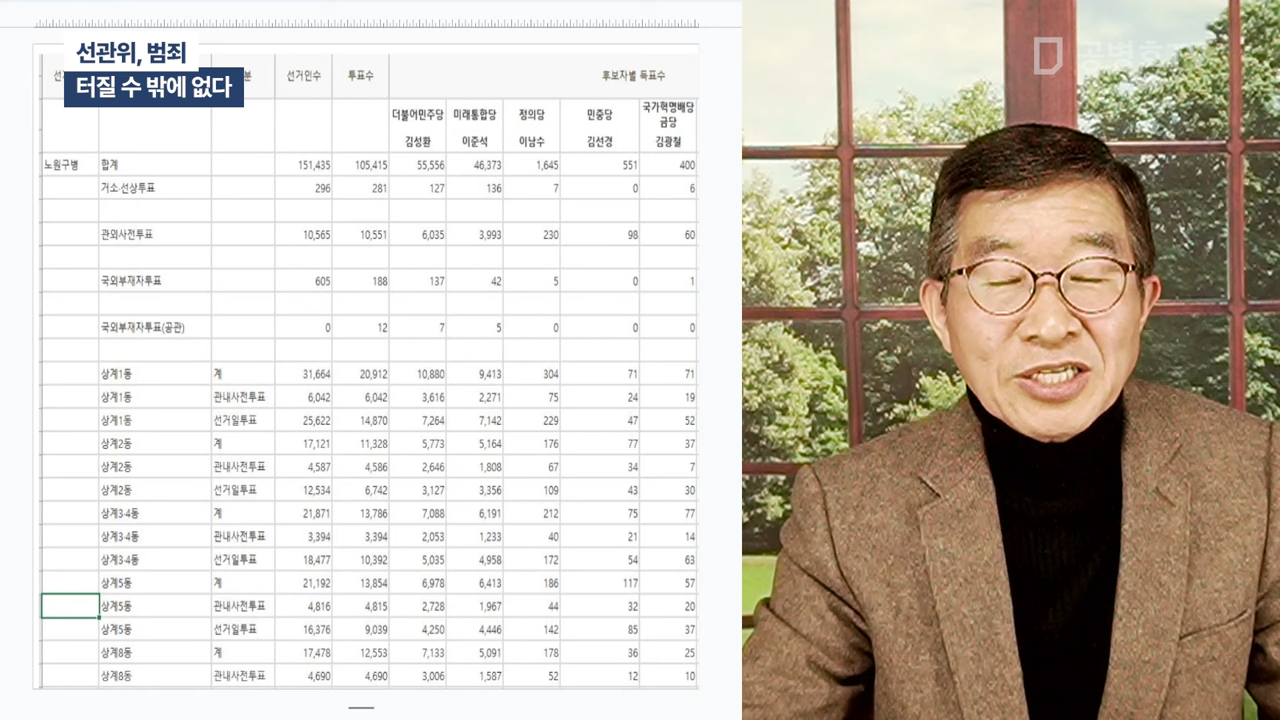 선관위, 범죄
터질 수 밖에 없다
공병호TV
분 선거인수 투표수 후보자별 득표수
더불어민주당 미래통합당 정의당 민중당 국가혁명배당금당
김성환 이준석 이남수 김선경 김광철
노원구병 합계 151,435 105,415 55,556 46,373 1,645 551 400
거소·선상투표 296 281 127 136 7 0 6
관외사전투표 10,565 10,551 6,035 3,993 230 98 60
국외부재자투표 605 188 137 42 5 0 1
국외부재자투표(공관) 0 12 7 5 0 0 0
상계1동 계 31,664 20,912 10,880 9,413 304 71 71
상계1동 관내사전투표 6,042 6,042 3,616 2,271 75 24 19
상계1동 선거일투표 25,622 14,870 7,264 7,142 229 47 52
상계2동 계 17,121 11,328 5,773 5,164 176 77 37
상계2동 관내사전투표 4,587 4,586 2,646 1,808 67 34 7
상계2동 선거일투표 12,534 6,742 3,127 3,356 109 43 30
상계3·4동 계 21,871 13,786 7,088 6,191 212 75 77
상계3·4동 관내사전투표 3,394 3,394 2,053 1,233 40 21 14
상계3·4동 선거일투표 18,477 10,392 5,035 4,958 172 54 63
상계5동 계 21,192 13,854 6,978 6,413 186 117 57
상계5동 관내사전투표 4,816 4,815 2,728 1,967 44 32 20
상계5동 선거일투표 16,376 9,039 4,250 4,446 142 85 37
상계8동 계 17,478 12,553 7,133 5,091 178 36 25
상계8동 관내사전투표 4,690 4,690 3,006 1,587 52 12 10